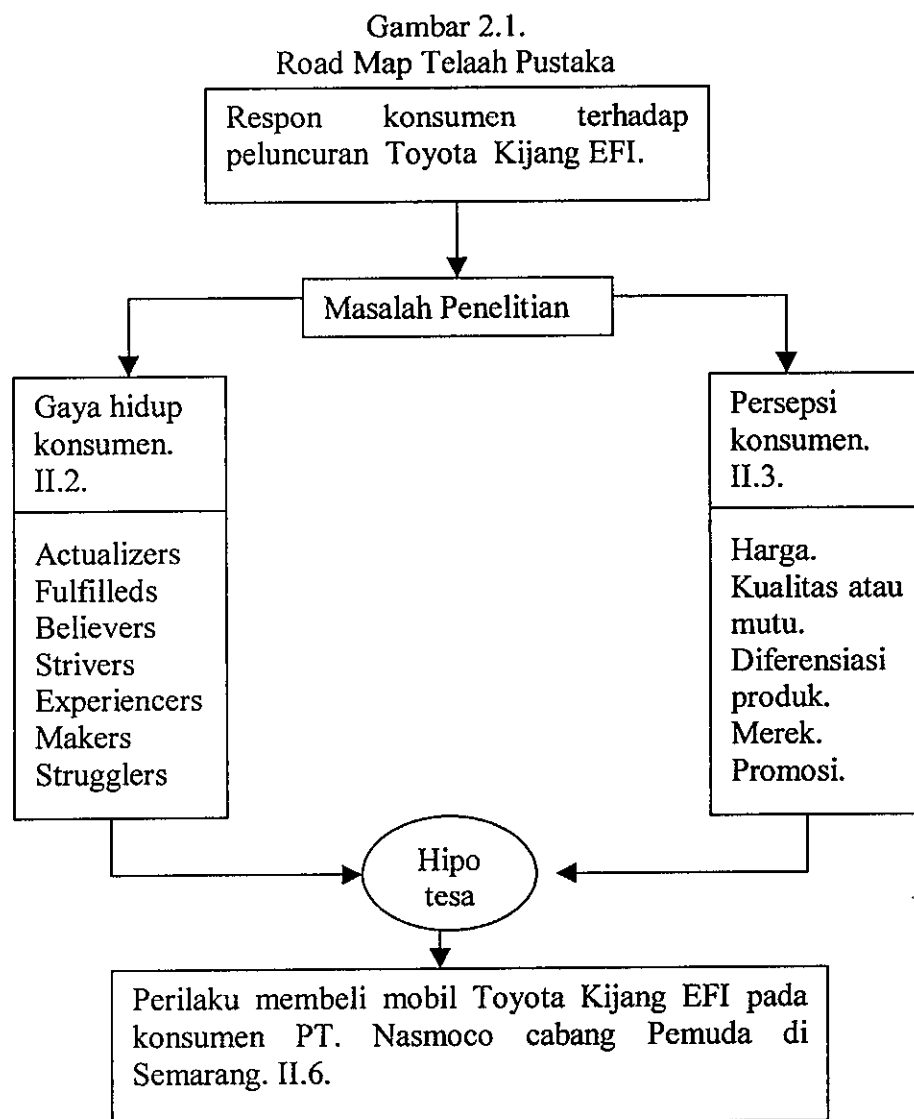 Gambar 2.1.
Road Map Telaah Pustaka
Respon konsumen terhadap
peluncuran Toyota Kijang EFI.
Masalah Penelitian
Gaya hidup
konsumen.
II.2.
Actualizers
Fulfilleds
Believers
Strivers
Experiencers
Makers
Strugglers
Persepsi
konsumen.
II.3.
Harga.
Kualitas atau
mutu.
Diferensiasi
produk.
Merek.
Promosi.
Hipo
tesa
Perilaku membeli mobil Toyota Kijang EFI pada
konsumen PT. Nasmoco cabang Pemuda di
Semarang. II.6.